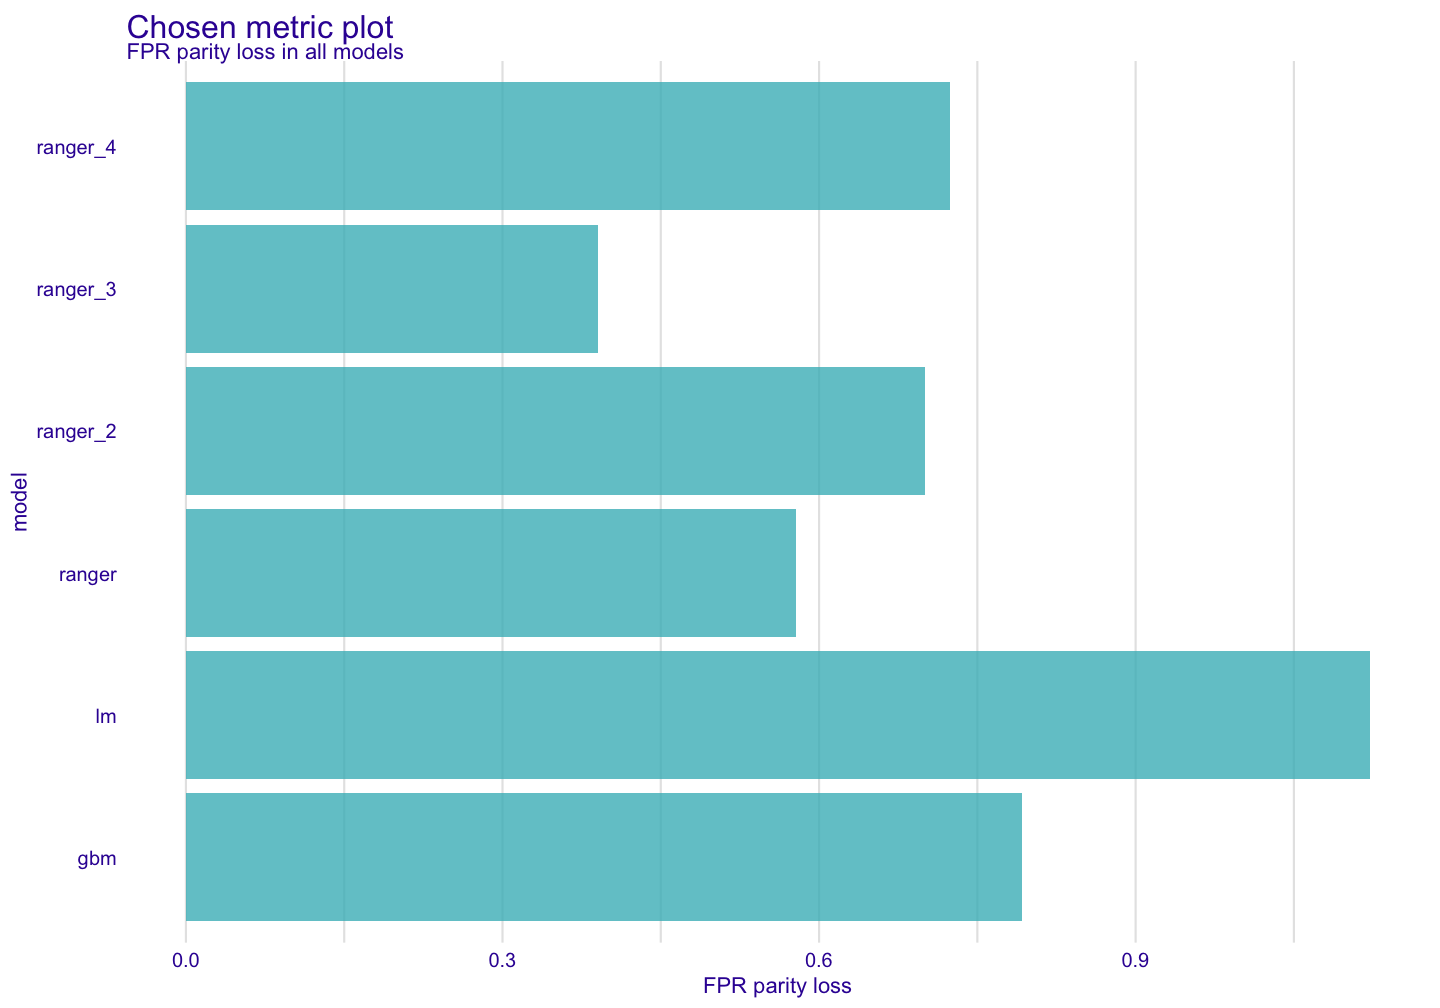 Chosen metric plot
FPR parity loss in all models
ranger_4
ranger_3
ranger_2
ranger
lm
gbm
model
0.0 0.3 0.6 0.9
FPR parity loss